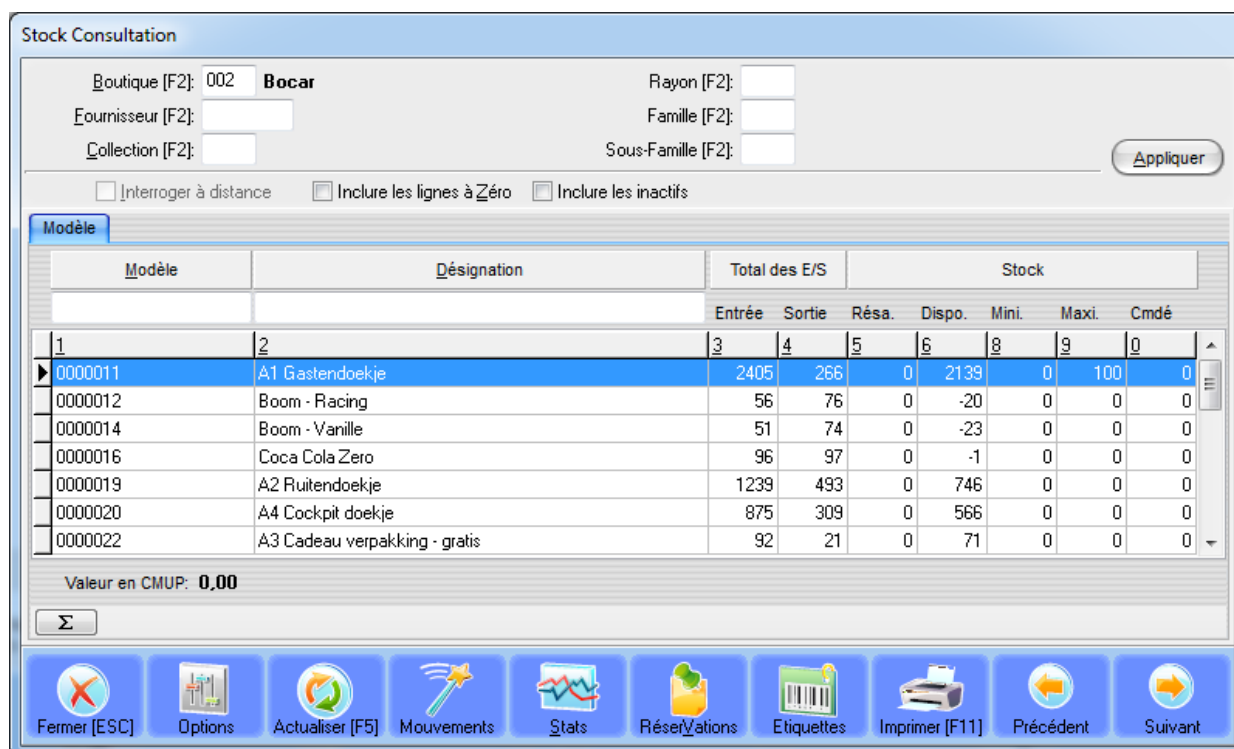 Stock Consultation
Boutique [F2]: 002 Bocar Rayon [F2]:
Fournisseur [F2]: Famille [F2]:
Collection [F2]: Sous-Famille [F2]:
Appliquer
Interroger à distance Inclure les lignes à Zéro Inclure les inactifs
Modèle
Modèle Désignation Total des E/S Stock
Entrée Sortie Résa. Dispo. Mini. Maxi. Cmdé
1 2 3 4 5 6 8 9 0
0000011 A1 Gastendoekje 2405 266 0 2139 0 100 0
0000012 Boom - Racing 56 76 0 -20 0 0 0
0000014 Boom - Vanille 51 74 0 -23 0 0 0
0000016 Coca Cola Zero 96 97 0 -1 0 0 0
0000019 A2 Ruitendoekje 1239 493 0 746 0 0 0
0000020 A4 Cockpit doekje 875 309 0 566 0 0 0
0000022 A3 Cadeau verpakking - gratis 92 21 0 71 0 0 0
Valeur en CMUP: 0,00
Σ
Fermer [ESC] Options Actualiser [F5] Mouvements Stats RéserVations Etiquettes Imprimer [F11] Précédent Suivant